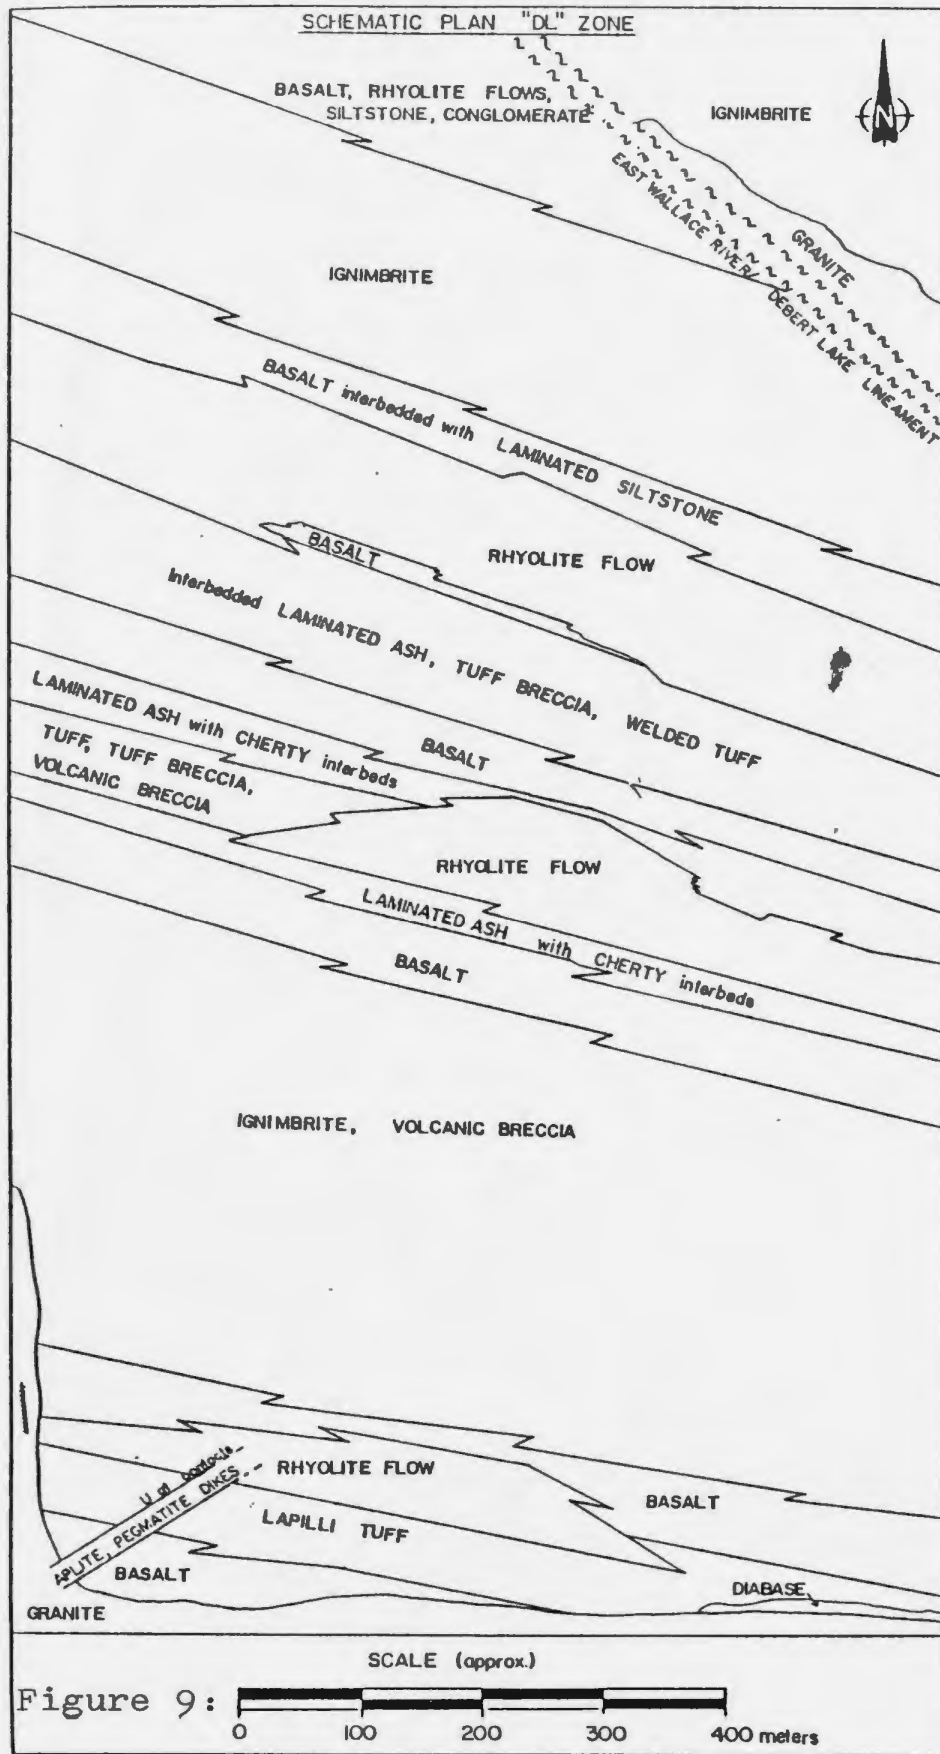 SCHEMATIC PLAN "DL" ZONE
BASALT, RHYOLITE FLOWS,
SILTSTONE, CONGLOMERATE
IGNIMBRITE
N
EAST WALLACE RIVER/ DEBERT LAKE LINEAMENT
GRANITE
IGNIMBRITE
BASALT interbedded with LAMINATED SILTSTONE
RHYOLITE FLOW
BASALT
Interbedded LAMINATED ASH, TUFF BRECCIA, WELDED TUFF
BASALT
LAMINATED ASH with CHERTY interbeds
TUFF, TUFF BRECCIA,
VOLCANIC BRECCIA
RHYOLITE FLOW
LAMINATED ASH with CHERTY interbeds
BASALT
IGNIMBRITE, VOLCANIC BRECCIA
U at contacts
APLITE, PEGMATITE DIKES
RHYOLITE FLOW
BASALT
LAPILLI TUFF
BASALT
DIABASE
GRANITE
SCALE (approx.)
Figure 9:
0 100 200 300 400 meters